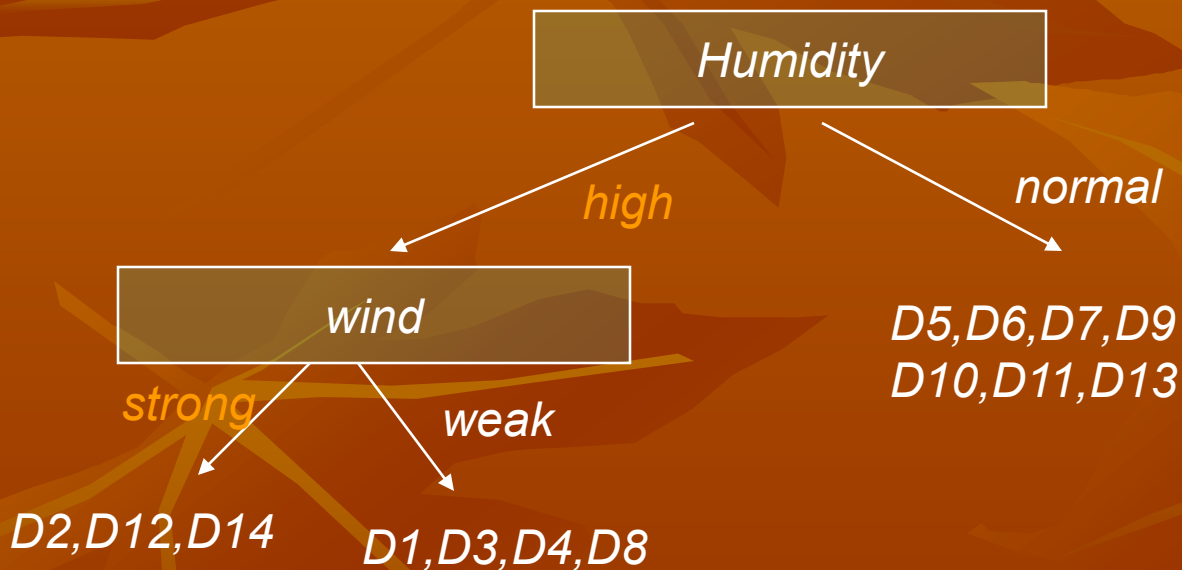 Humidity
high
normal
wind
D5,D6,D7,D9
D10,D11,D13
strong
weak
D2,D12,D14
D1,D3,D4,D8